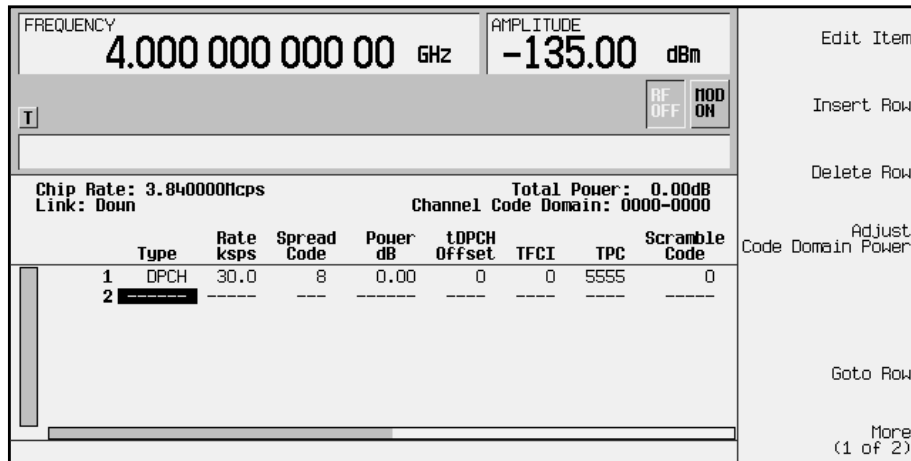 FREQUENCY AMPLITUDE
4.000 000 000 00 GHz -135.00 dBm
RF OFF MOD ON
T
Chip Rate: 3.840000Mcps Total Power: 0.00dB
Link: Down Channel Code Domain: 0000-0000
Type Rate ksps Spread Code Power dB tDPCH Offset TFCI TPC Scramble Code
1 DPCH 30.0 8 0.00 0 0 5555 0
2 ------ ----- --- ------ ---- ---- ---- -----
Edit Item
Insert Row
Delete Row
Adjust
Code Domain Power
Goto Row
More
(1 of 2)